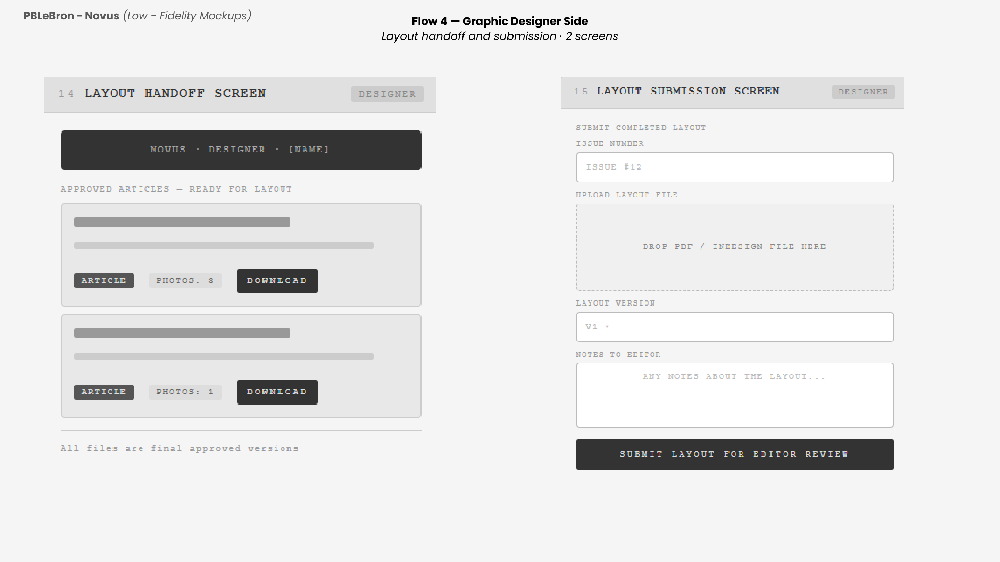 PBLeBron - Novus (Low - Fidelity Mockups)
Flow 4 — Graphic Designer Side
Layout handoff and submission · 2 screens
14 LAYOUT HANDOFF SCREEN DESIGNER
NOVUS · DESIGNER · [NAME]
APPROVED ARTICLES — READY FOR LAYOUT
ARTICLE PHOTOS: 3 DOWNLOAD
ARTICLE PHOTOS: 1 DOWNLOAD
All files are final approved versions
15 LAYOUT SUBMISSION SCREEN DESIGNER
SUBMIT COMPLETED LAYOUT
ISSUE NUMBER
ISSUE #12
UPLOAD LAYOUT FILE
DROP PDF / INDESIGN FILE HERE
LAYOUT VERSION
V1 ▾
NOTES TO EDITOR
ANY NOTES ABOUT THE LAYOUT...
SUBMIT LAYOUT FOR EDITOR REVIEW